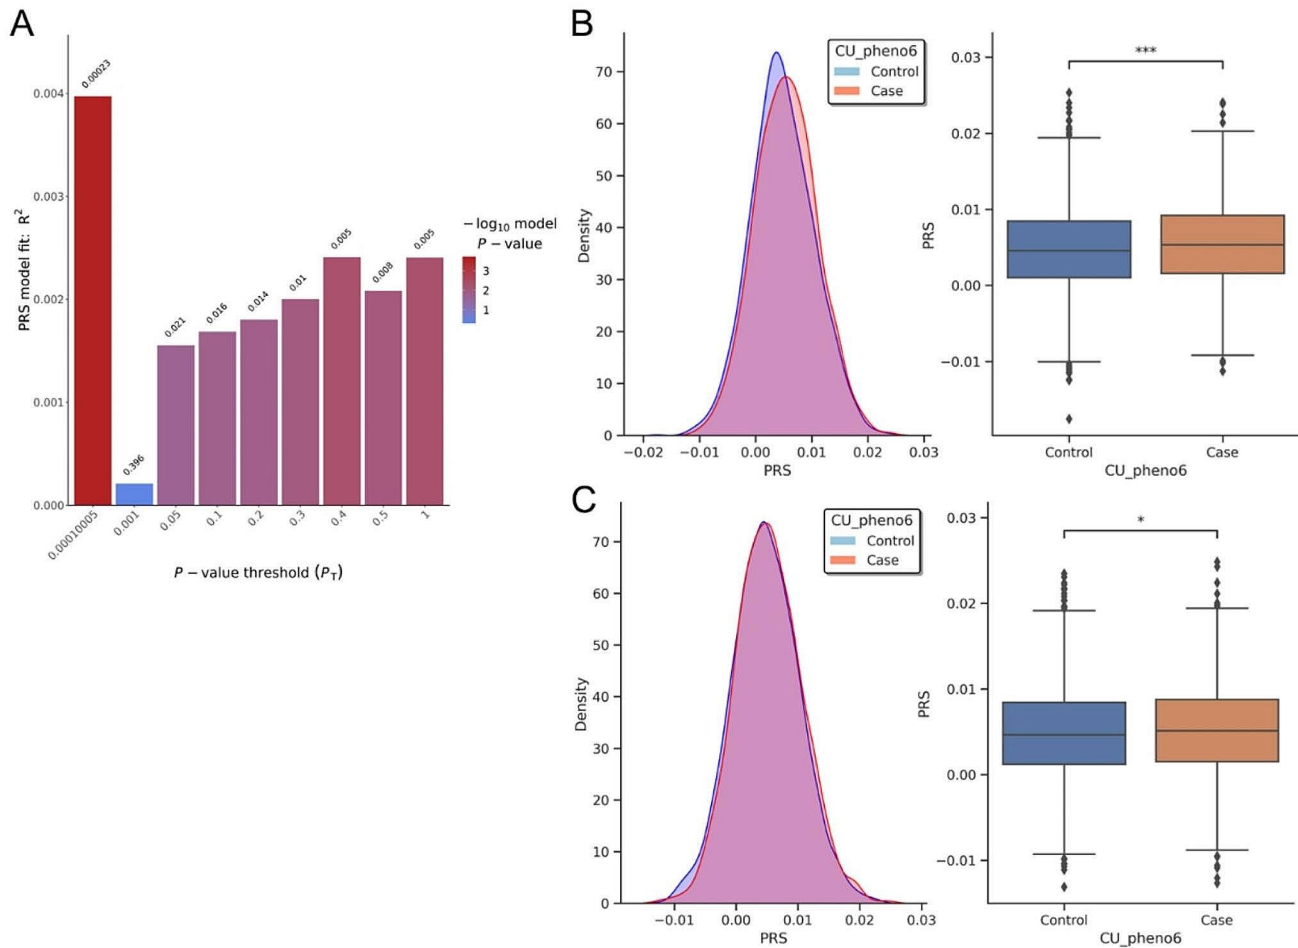 A
0.00023
0.396
0.021
0.016
0.014
0.01
0.005
0.008
0.005
0.004
0.003
0.002
0.001
0.000
PRS model fit: R²
0.00010005
0.001
0.05
0.1
0.2
0.3
0.4
0.5
1
P − value threshold (P_T)
− log₁₀ model
P − value
3
2
1
B
70
60
50
40
30
20
10
0
Density
−0.02
−0.01
0.00
0.01
0.02
0.03
PRS
CU_pheno6
Control
Case
0.03
0.02
0.01
0.00
−0.01
PRS
***
Control
Case
CU_pheno6
C
70
60
50
40
30
20
10
0
Density
−0.01
0.00
0.01
0.02
0.03
PRS
CU_pheno6
Control
Case
0.03
0.02
0.01
0.00
−0.01
PRS
*
Control
Case
CU_pheno6